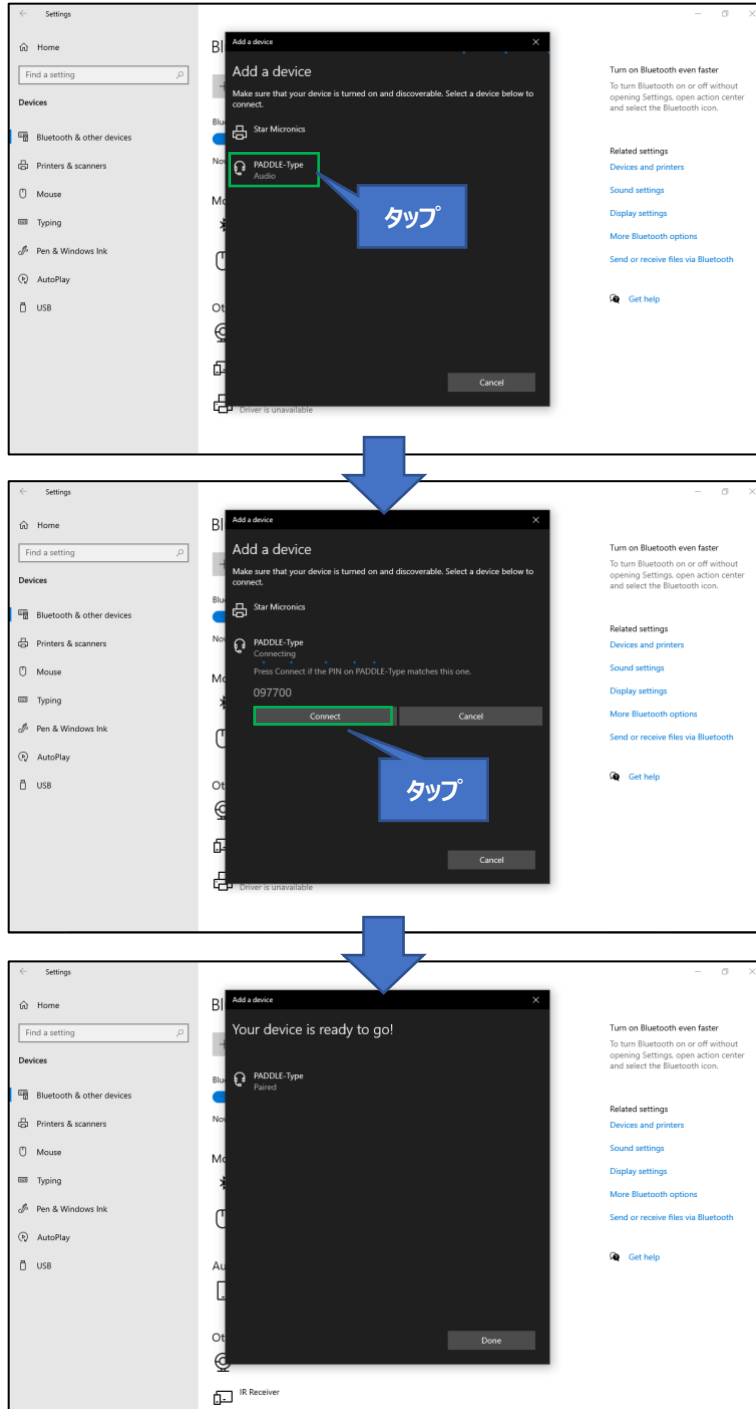 Settings
Home
Find a setting
Devices
Bluetooth & other devices
Printers & scanners
Mouse
Typing
Pen & Windows Ink
AutoPlay
USB
Add a device
Add a device
Make sure that your device is turned on and discoverable. Select a device below to
connect.
Star Micronics
PADDLE-Type
Audio
タップ
Cancel
Driver is unavailable
Turn on Bluetooth even faster
To turn Bluetooth on or off without
opening Settings, open action center
and select the Bluetooth icon.
Related settings
Devices and printers
Sound settings
Display settings
More Bluetooth options
Send or receive files via Bluetooth
Get help
Settings
Home
Find a setting
Devices
Bluetooth & other devices
Printers & scanners
Mouse
Typing
Pen & Windows Ink
AutoPlay
USB
Add a device
Add a device
Make sure that your device is turned on and discoverable. Select a device below to
connect.
Star Micronics
PADDLE-Type
Connecting
Press Connect if the PIN on PADDLE-Type matches this one.
097700
Connect
Cancel
タップ
Cancel
Driver is unavailable
Turn on Bluetooth even faster
To turn Bluetooth on or off without
opening Settings, open action center
and select the Bluetooth icon.
Related settings
Devices and printers
Sound settings
Display settings
More Bluetooth options
Send or receive files via Bluetooth
Get help
Settings
Home
Find a setting
Devices
Bluetooth & other devices
Printers & scanners
Mouse
Typing
Pen & Windows Ink
AutoPlay
USB
Add a device
Your device is ready to go!
PADDLE-Type
Paired
Done
IR Receiver
Turn on Bluetooth even faster
To turn Bluetooth on or off without
opening Settings, open action center
and select the Bluetooth icon.
Related settings
Devices and printers
Sound settings
Display settings
More Bluetooth options
Send or receive files via Bluetooth
Get help